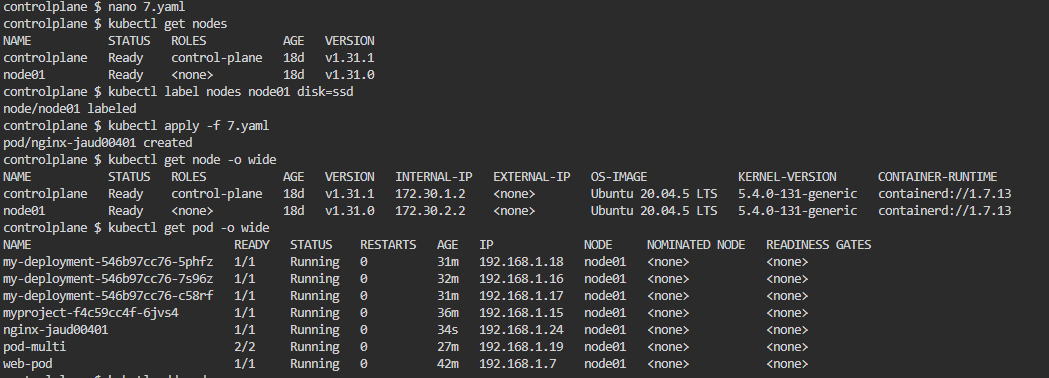 controlplane $ nano 7.yaml
controlplane $ kubectl get nodes
NAME STATUS ROLES AGE VERSION
controlplane Ready control-plane 18d v1.31.1
node01 Ready <none> 18d v1.31.0
controlplane $ kubectl label nodes node01 disk=ssd
node/node01 labeled
controlplane $ kubectl apply -f 7.yaml
pod/nginx-jaud00401 created
controlplane $ kubectl get node -o wide
NAME STATUS ROLES AGE VERSION INTERNAL-IP EXTERNAL-IP OS-IMAGE KERNEL-VERSION CONTAINER-RUNTIME
controlplane Ready control-plane 18d v1.31.1 172.30.1.2 <none> Ubuntu 20.04.5 LTS 5.4.0-131-generic containerd://1.7.13
node01 Ready <none> 18d v1.31.0 172.30.2.2 <none> Ubuntu 20.04.5 LTS 5.4.0-131-generic containerd://1.7.13
controlplane $ kubectl get pod -o wide
NAME READY STATUS RESTARTS AGE IP NODE NOMINATED NODE READINESS GATES
my-deployment-546b97cc76-5phfz 1/1 Running 0 31m 192.168.1.18 node01 <none> <none>
my-deployment-546b97cc76-7s96z 1/1 Running 0 32m 192.168.1.16 node01 <none> <none>
my-deployment-546b97cc76-c58rf 1/1 Running 0 31m 192.168.1.17 node01 <none> <none>
myproject-f4c59cc4f-6jvs4 1/1 Running 0 36m 192.168.1.15 node01 <none> <none>
nginx-jaud00401 1/1 Running 0 34s 192.168.1.24 node01 <none> <none>
pod-multi 2/2 Running 0 27m 192.168.1.19 node01 <none> <none>
web-pod 1/1 Running 0 42m 192.168.1.7 node01 <none> <none>